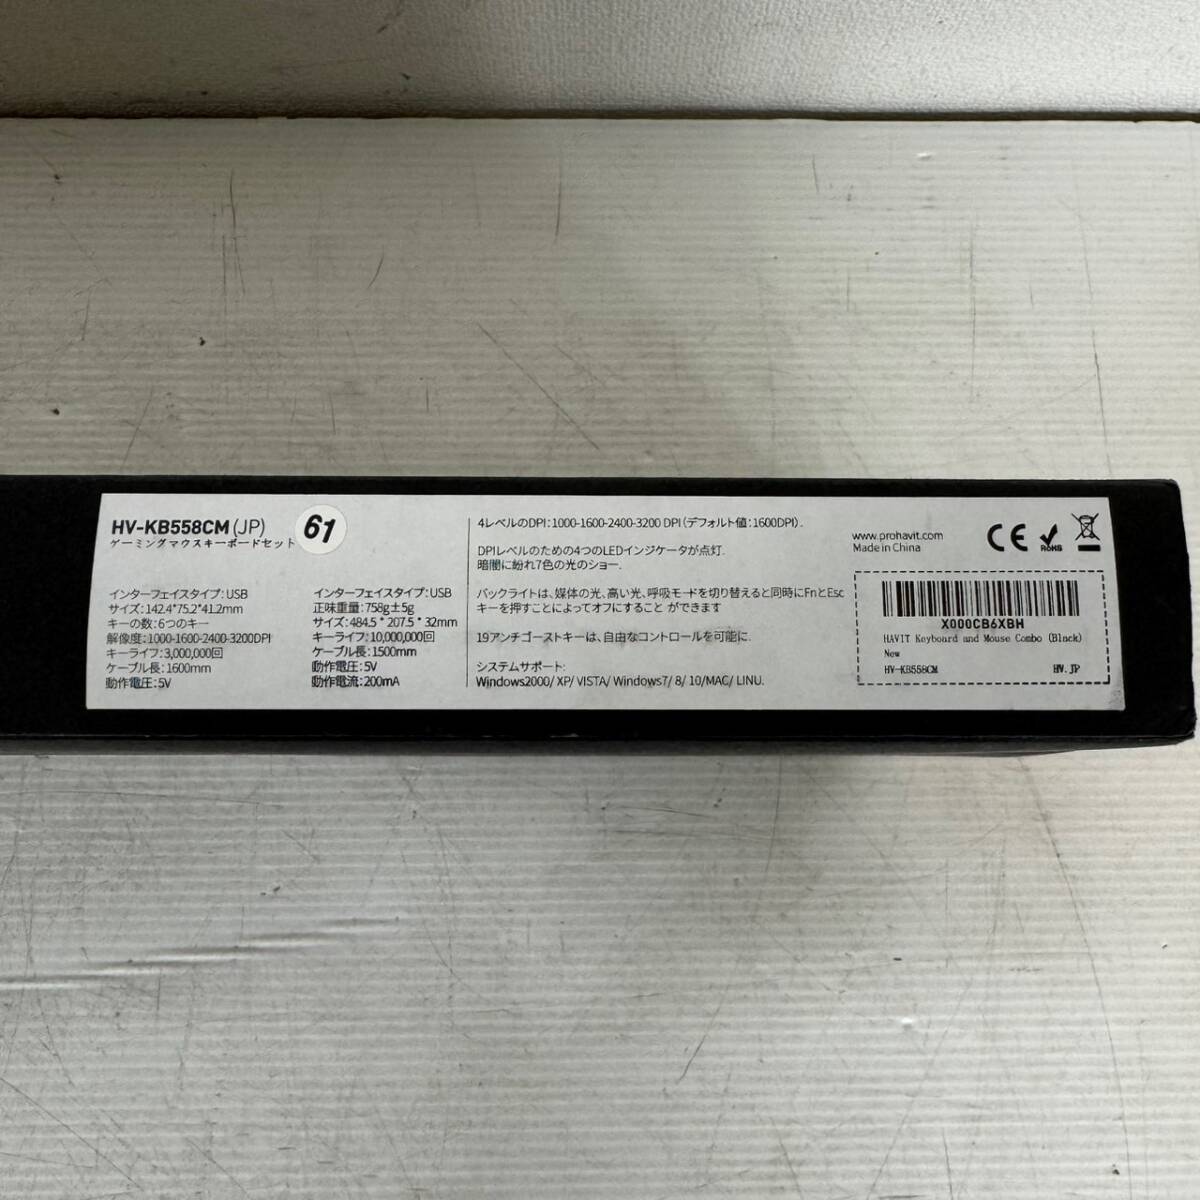 HV-KB558CM (JP)
61
ゲーミングマウスキーボードセット
インターフェイスタイプ:USB
サイズ:142.4*75.2*41.2mm
キーの数:6つのキー
解像度:1000-1600-2400-3200DPI
キーライフ:3,000,000回
ケーブル長:1600mm
動作電圧:5V
インターフェイスタイプ:USB
正味重量:758g±5g
サイズ:484.5 * 207.5 * 32mm
キーライフ:10,000,000回
ケーブル長:1500mm
動作電圧:5V
動作電流:200mA
4レベルのDPI:1000-1600-2400-3200 DPI(デフォルト値:1600DPI).
DPIレベルのための4つのLEDインジケータが点灯.
暗闇に紛れ7色の光のショー.
バックライトは、媒体の光、高い光、呼吸モードを切り替えると同時にFnとEsc
キーを押すことによってオフにすること ができます
19アンチゴーストキーは、自由なコントロールを可能に.
システムサポート:
Windows2000/ XP/ VISTA/ Windows7/ 8/ 10/MAC/ LINU.
www.prohavit.com
Made in China
CE
RoHS
X000CB6XBH
HAVIT Keyboard and Mouse Combo (Black)
New
HV-KB558CM HV.JP